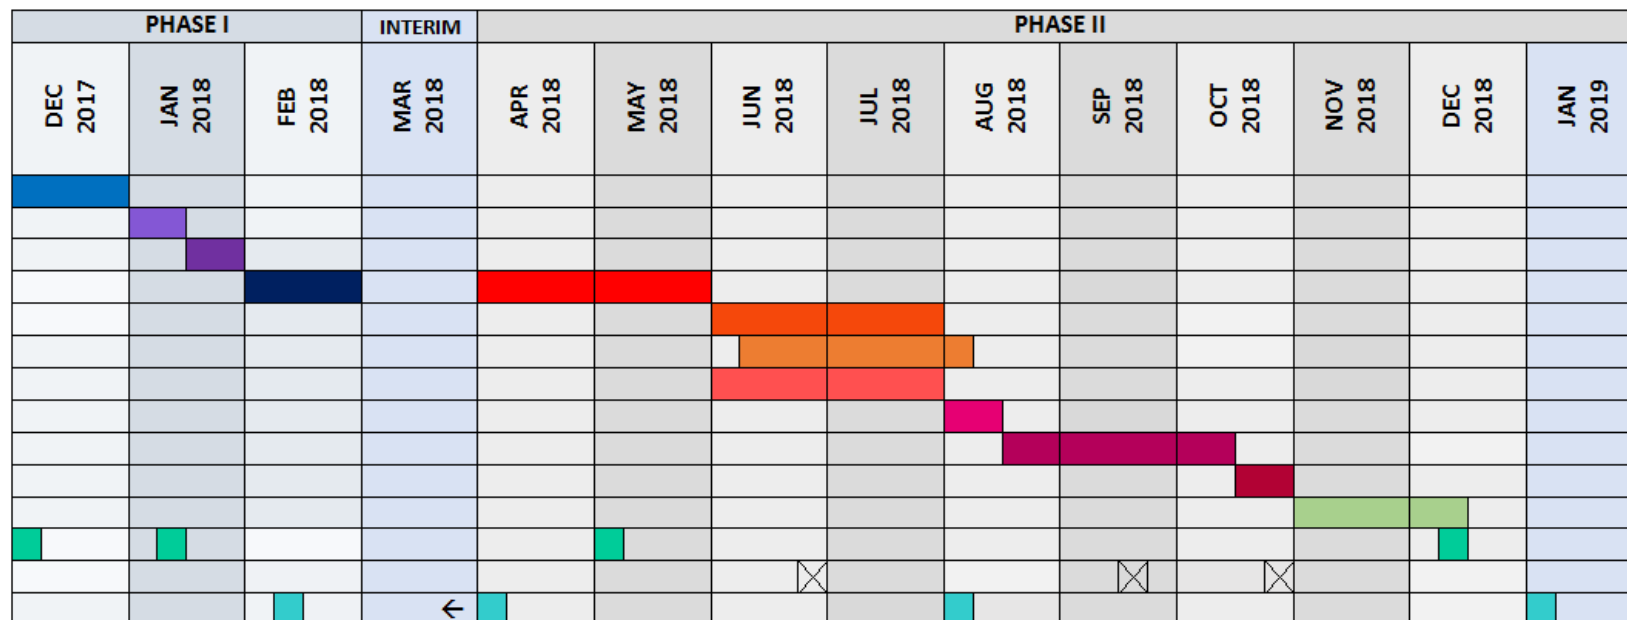 PHASE I
INTERIM
PHASE II
DEC
2017
JAN
2018
FEB
2018
MAR
2018
APR
2018
MAY
2018
JUN
2018
JUL
2018
AUG
2018
SEP
2018
OCT
2018
NOV
2018
DEC
2018
JAN
2019
←